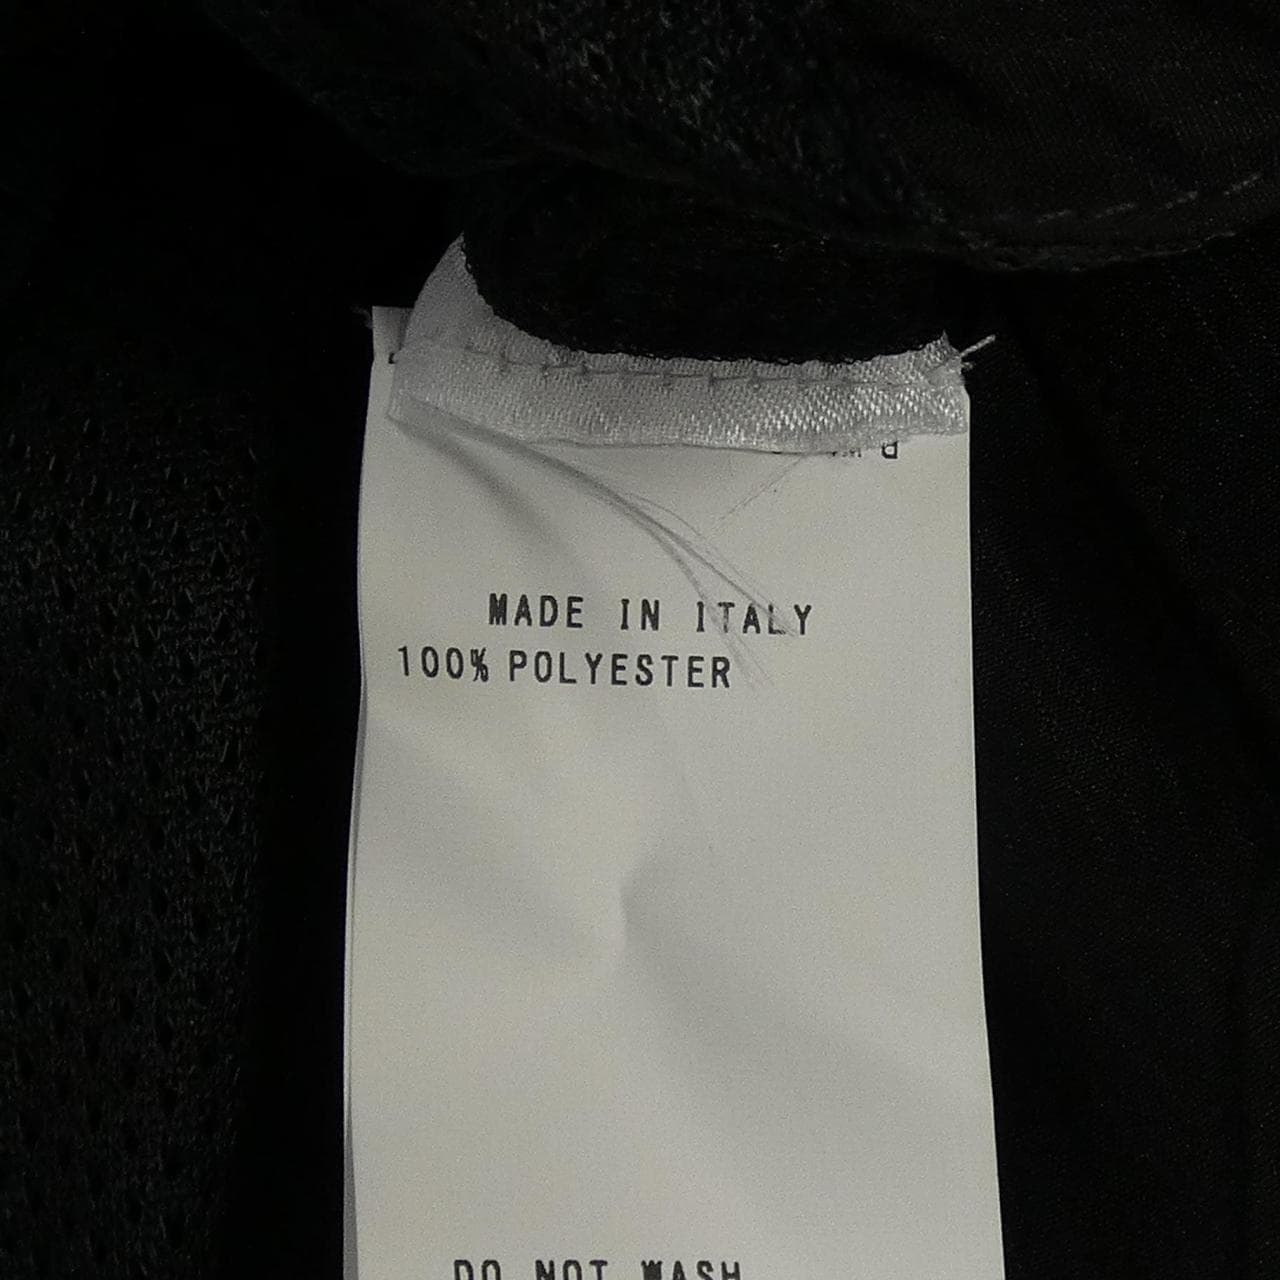 MADE IN ITALY
100% POLYESTER
DO NOT WASH